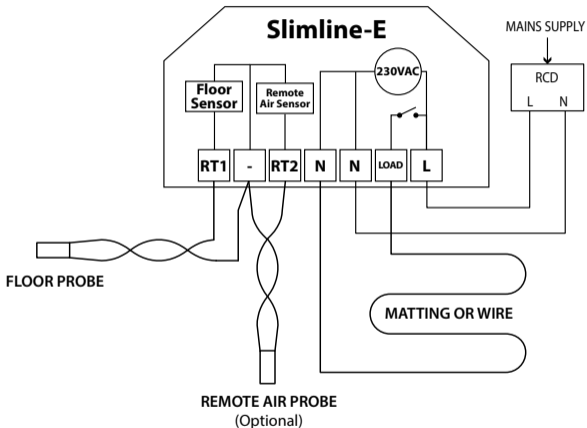 Slimline-E
MAINS SUPPLY
230VAC
RCD
L N
Floor
Sensor
Remote
Air Sensor
RT1 - RT2 N N LOAD L
FLOOR PROBE
MATTING OR WIRE
REMOTE AIR PROBE
(Optional)